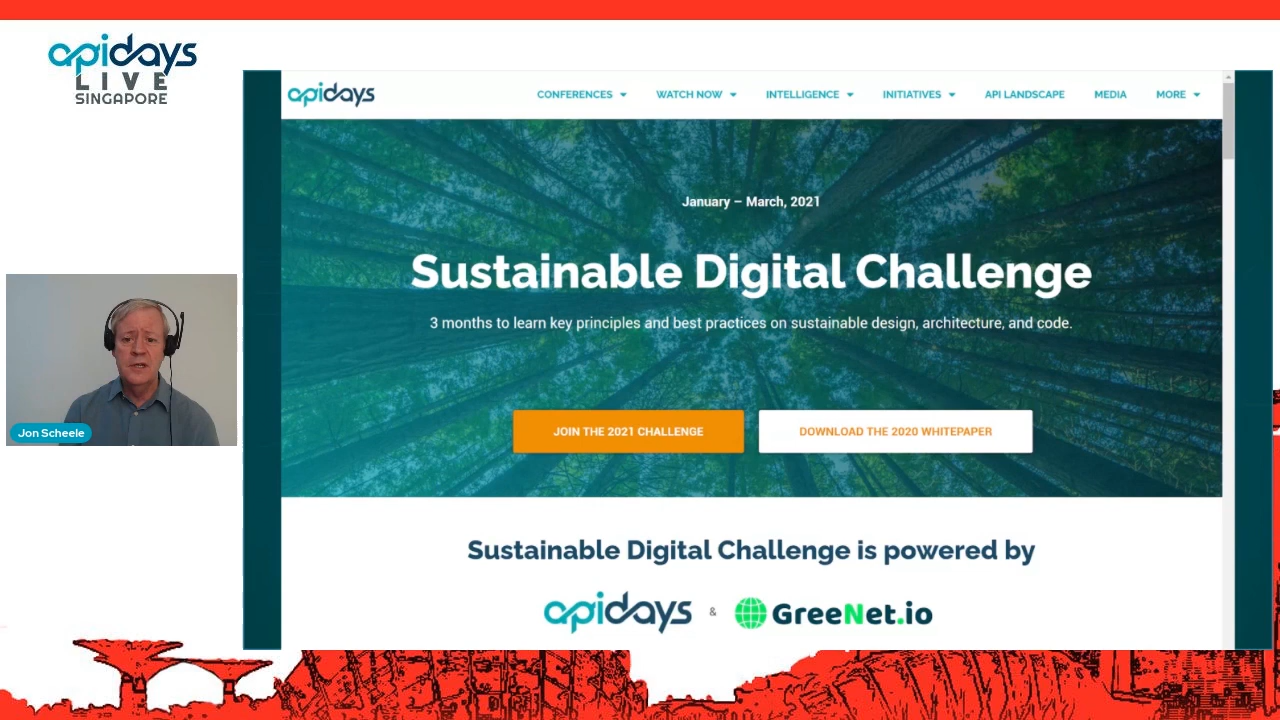 apidays
LIVE
SINGAPORE
apidays
CONFERENCES
WATCH NOW
INTELLIGENCE
INITIATIVES
API LANDSCAPE
MEDIA
MORE
January – March, 2021
Sustainable Digital Challenge
3 months to learn key principles and best practices on sustainable design, architecture, and code.
JOIN THE 2021 CHALLENGE
DOWNLOAD THE 2020 WHITEPAPER
Jon Scheele
Sustainable Digital Challenge is powered by
apidays & GreeNet.io